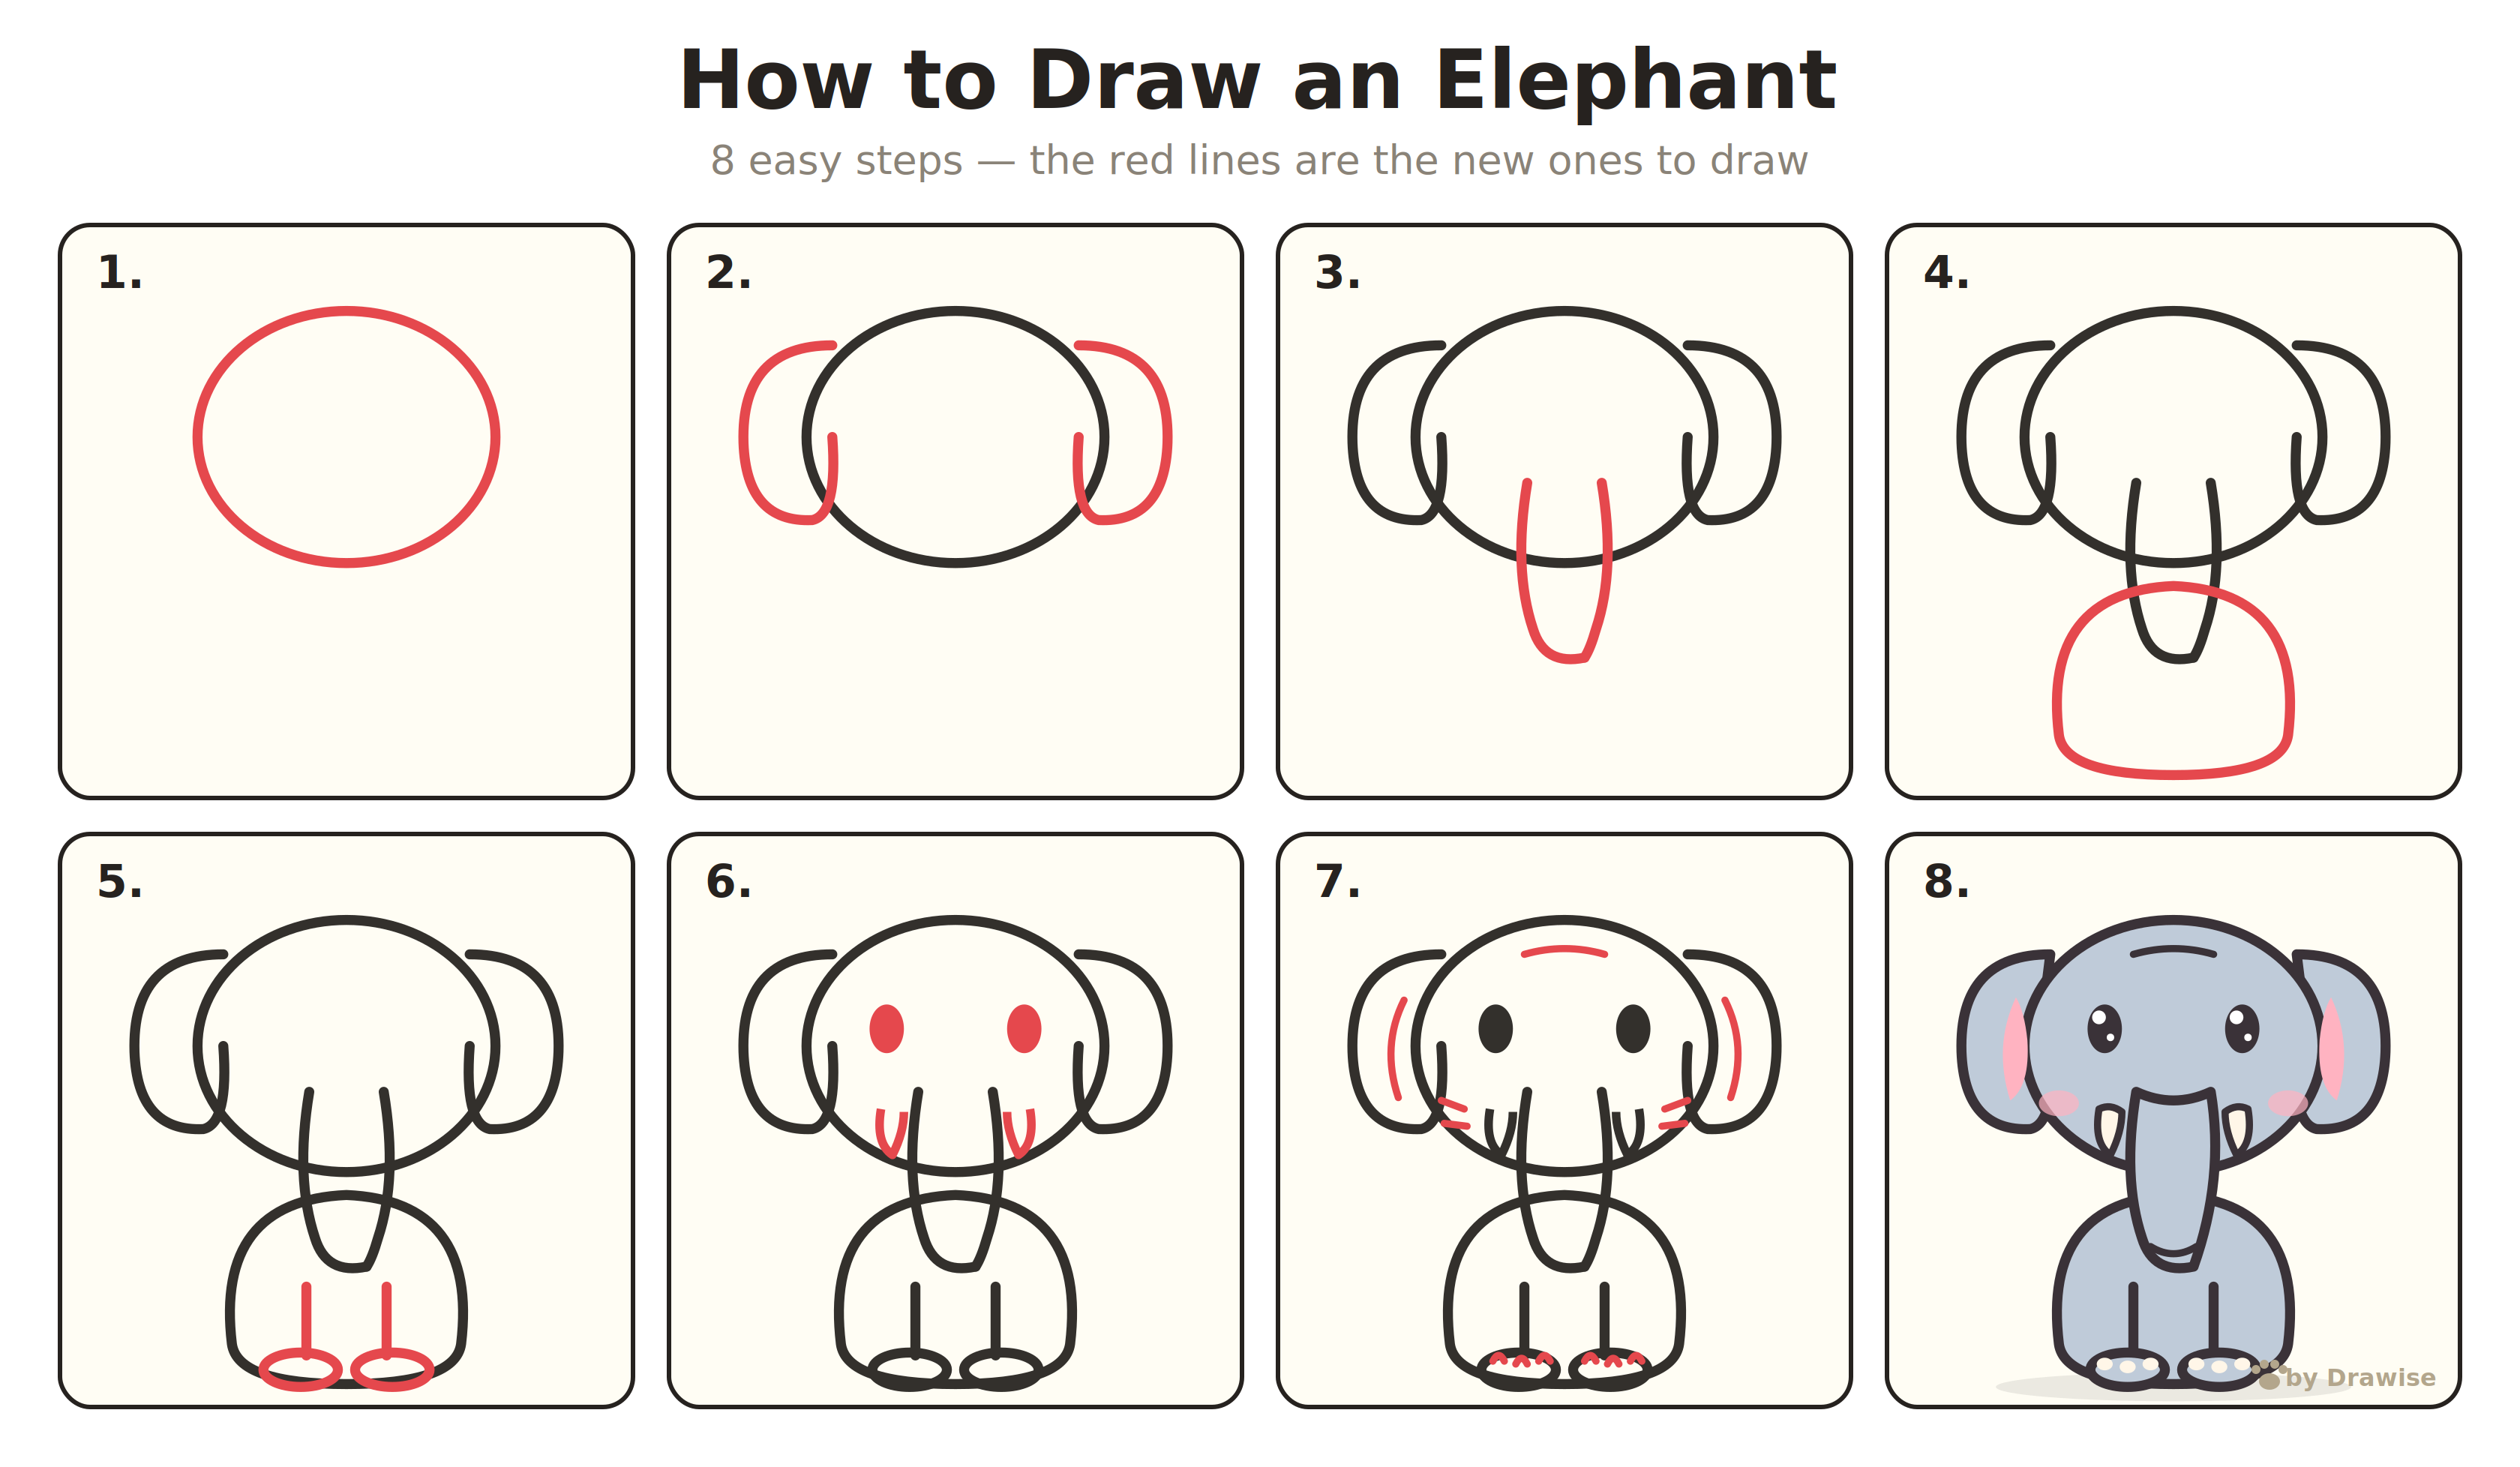 How to Draw an Elephant
8 easy steps — the red lines are the new ones to draw
1.
2.
3.
4.
5.
6.
7.
8.
by Drawise